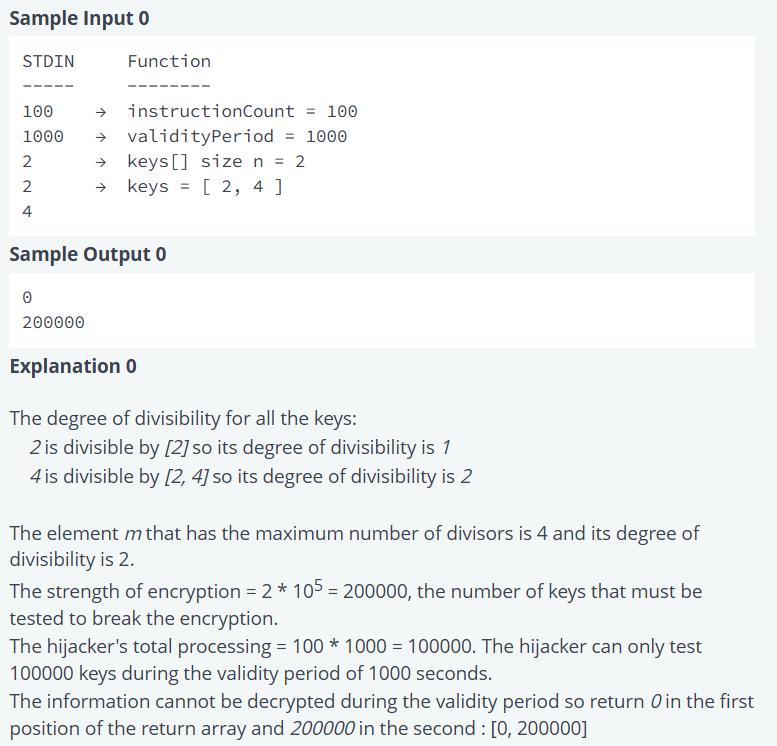 Sample Input 0
STDIN Function
----- --------
100 → instructionCount = 100
1000 → validityPeriod = 1000
2 → keys[] size n = 2
2 → keys = [ 2, 4 ]
4
Sample Output 0
0
200000
Explanation 0
The degree of divisibility for all the keys:
2 is divisible by [2] so its degree of divisibility is 1
4 is divisible by [2, 4] so its degree of divisibility is 2
The element m that has the maximum number of divisors is 4 and its degree of
divisibility is 2.
The strength of encryption = 2 * 10⁵ = 200000, the number of keys that must be
tested to break the encryption.
The hijacker's total processing = 100 * 1000 = 100000. The hijacker can only test
100000 keys during the validity period of 1000 seconds.
The information cannot be decrypted during the validity period so return 0 in the first
position of the return array and 200000 in the second : [0, 200000]